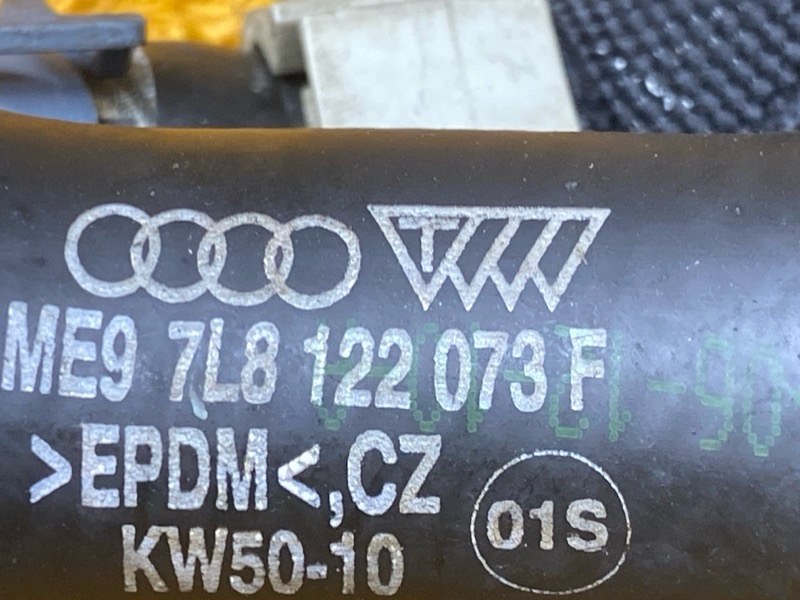 T
ME9 7L8 122 073 F
>EPDM<,CZ
KW50-10
01S